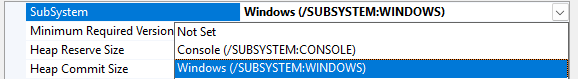 SubSystem Windows (/SUBSYSTEM:WINDOWS)
Minimum Required Version Not Set
Heap Reserve Size Console (/SUBSYSTEM:CONSOLE)
Heap Commit Size Windows (/SUBSYSTEM:WINDOWS)